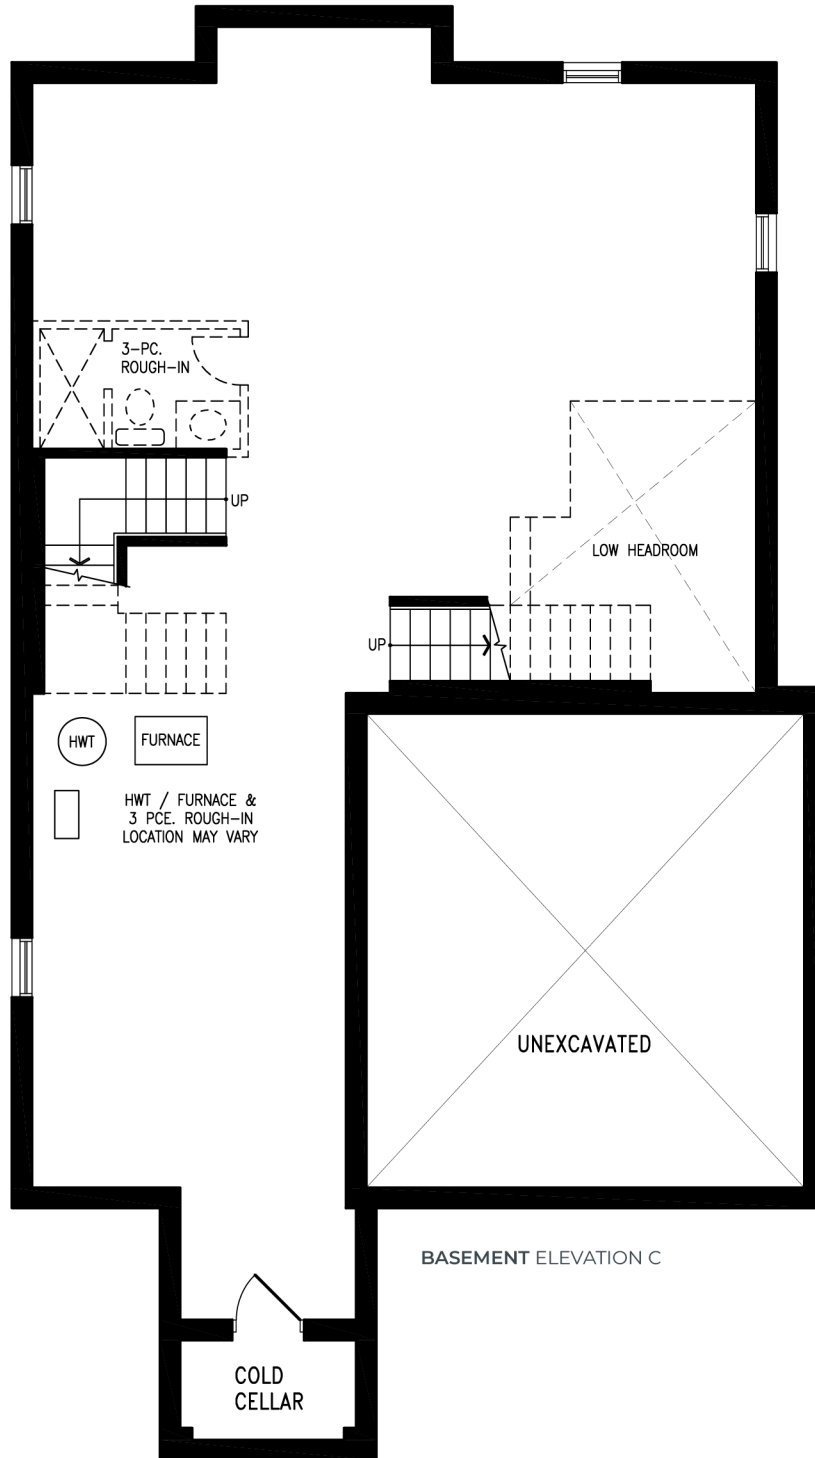 3-PC.
ROUGH-IN
UP
LOW HEADROOM
UP
HWT
FURNACE
HWT / FURNACE &
3 PCE. ROUGH-IN
LOCATION MAY VARY
UNEXCAVATED
BASEMENT ELEVATION C
COLD
CELLAR